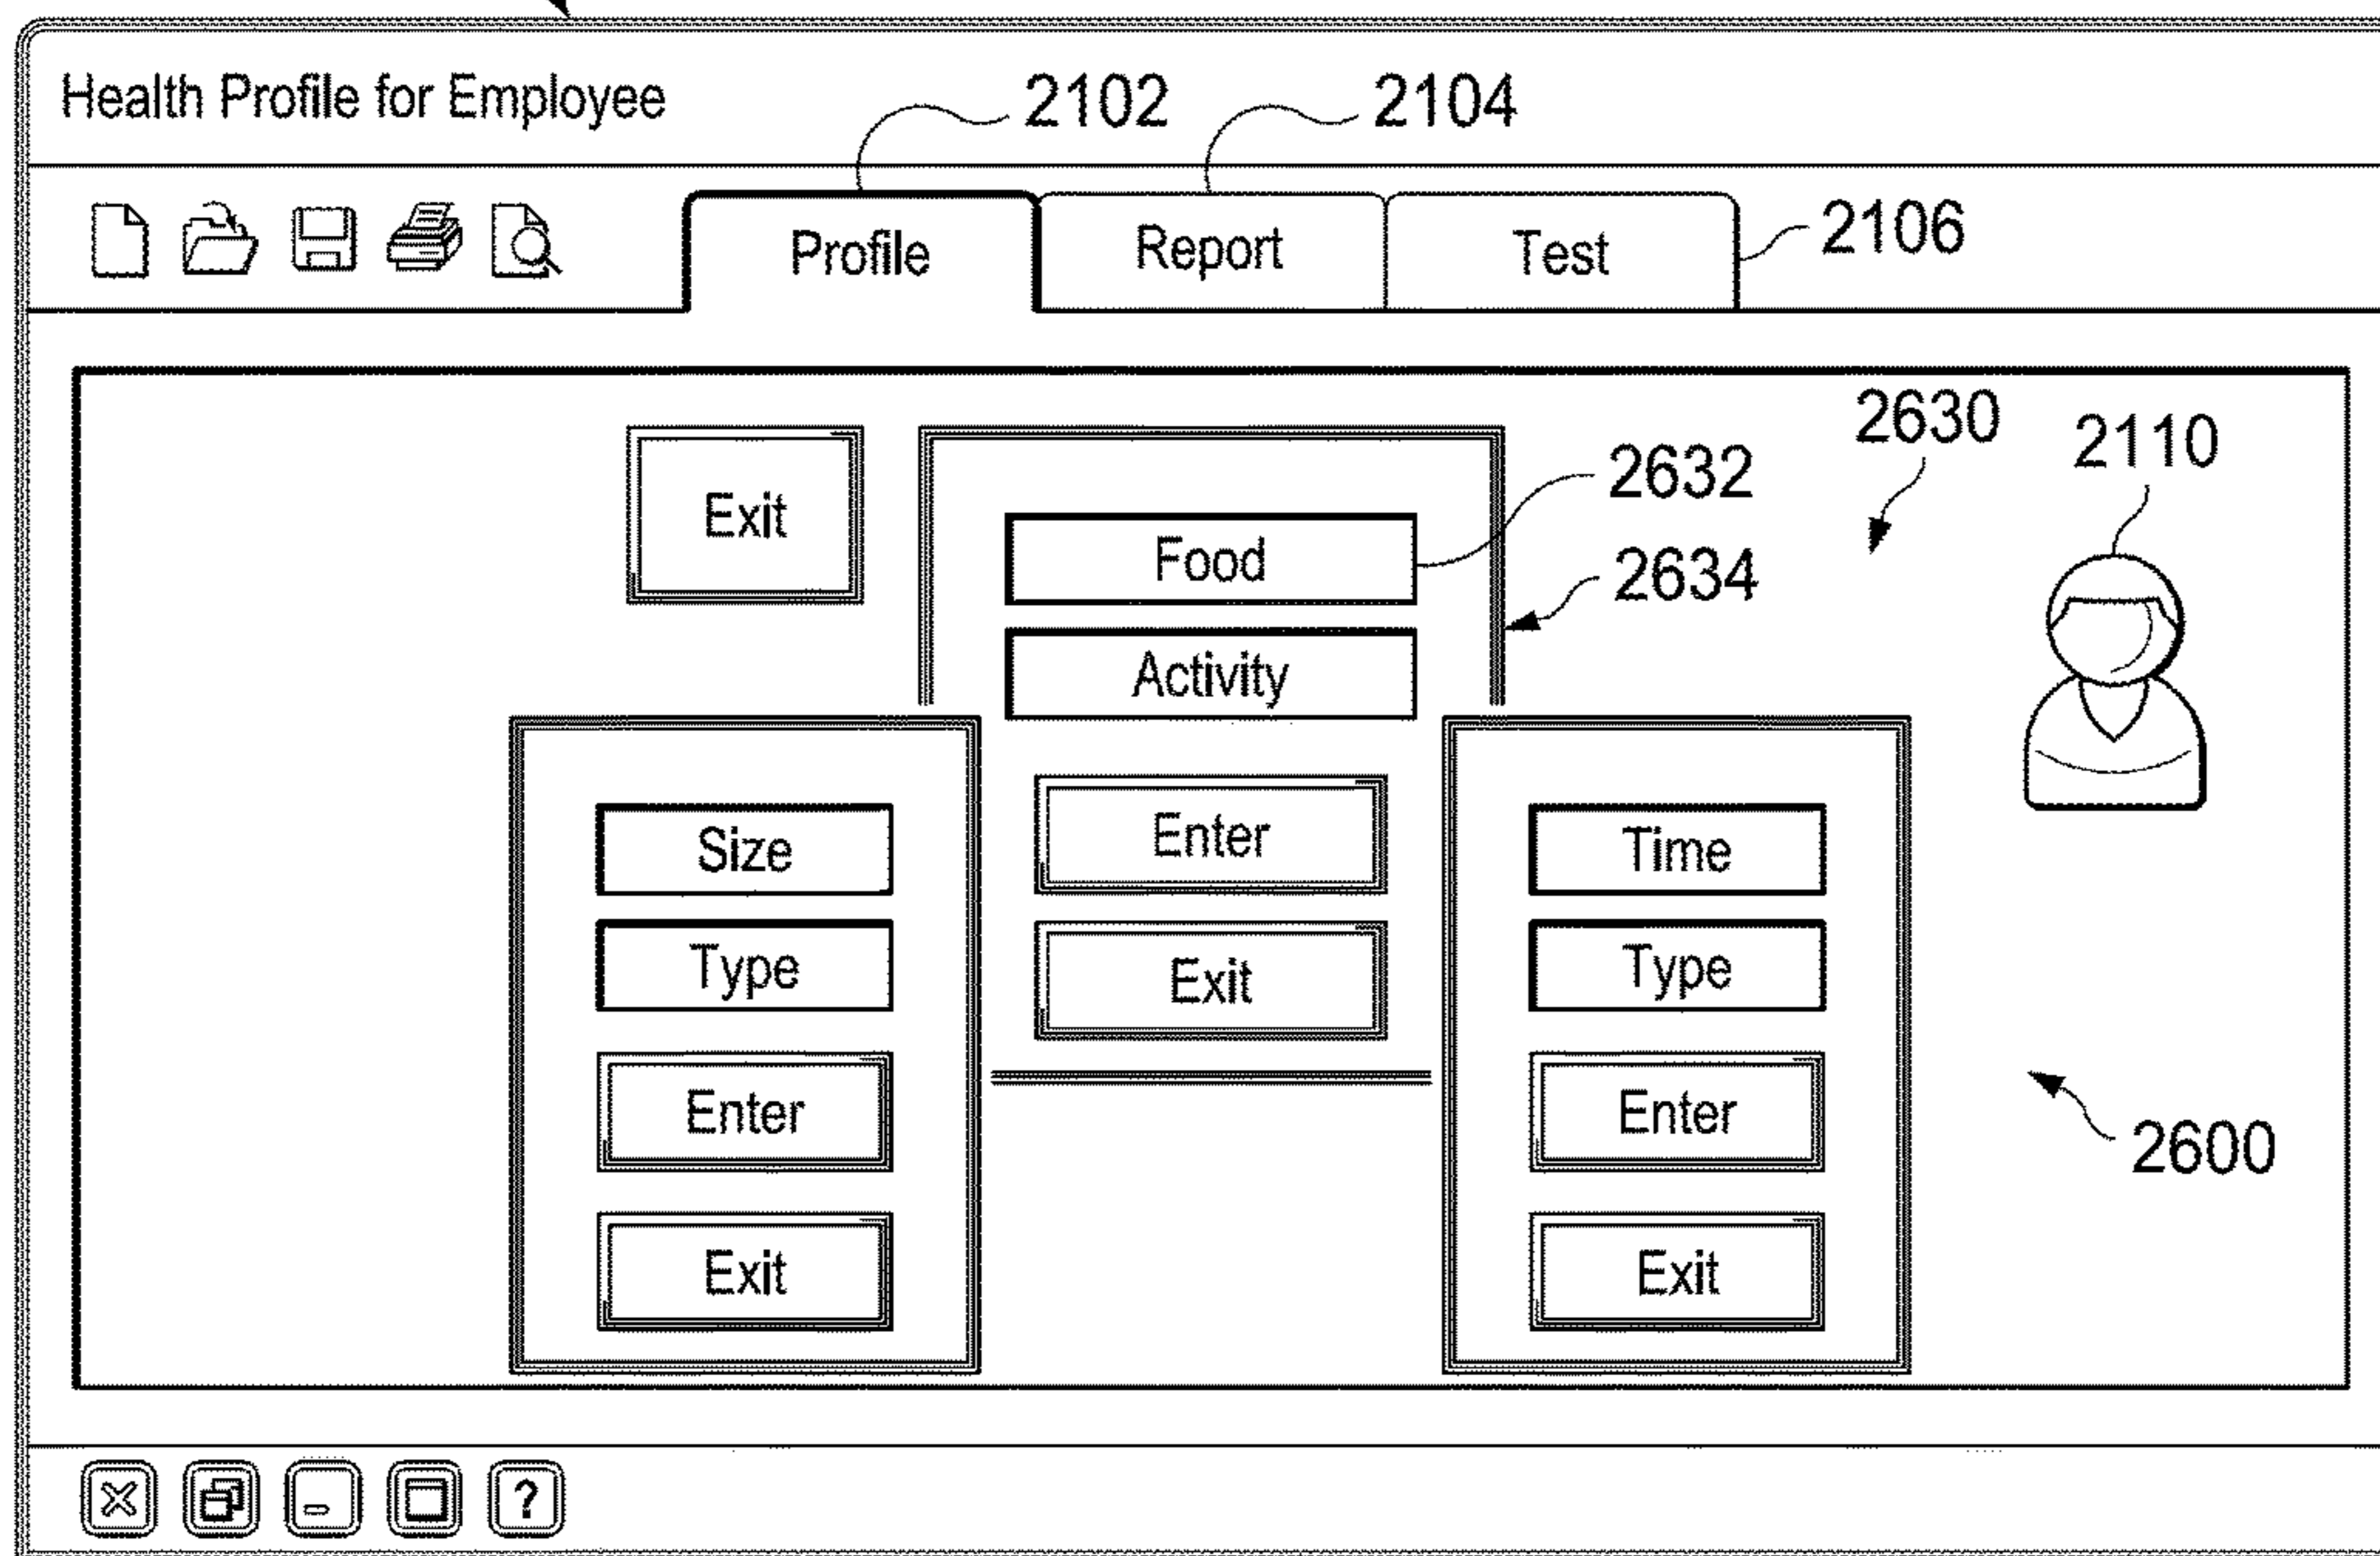 Health Profile for Employee
2102
2104
Profile
Report
Test
2106
Exit
Food
Activity
Enter
Exit
2632
2634
2630
2110
Size
Type
Enter
Exit
Time
Type
Enter
Exit
2600
?